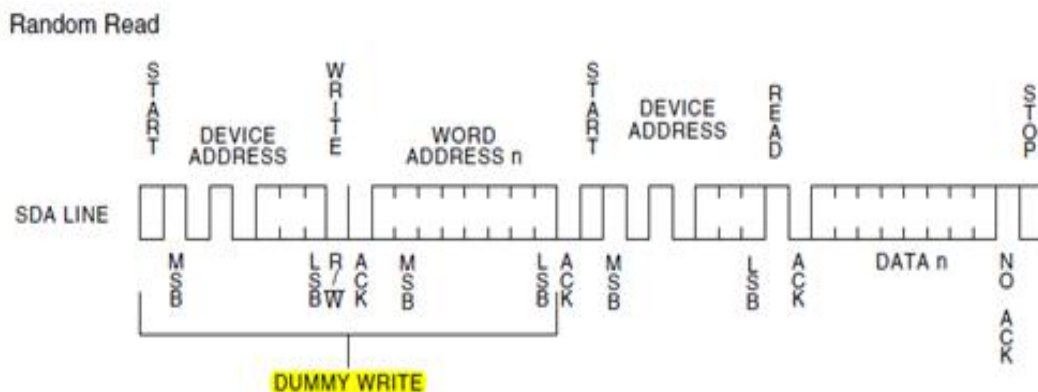 Random Read
START
WRITE
START
READ
STOP
DEVICE
ADDRESS
WORD
ADDRESS n
DEVICE
ADDRESS
SDA LINE
MSB
LSB
R/W
ACK
MSB
LSB
ACK
MSB
LSB
ACK
DATA n
NO ACK
DUMMY WRITE